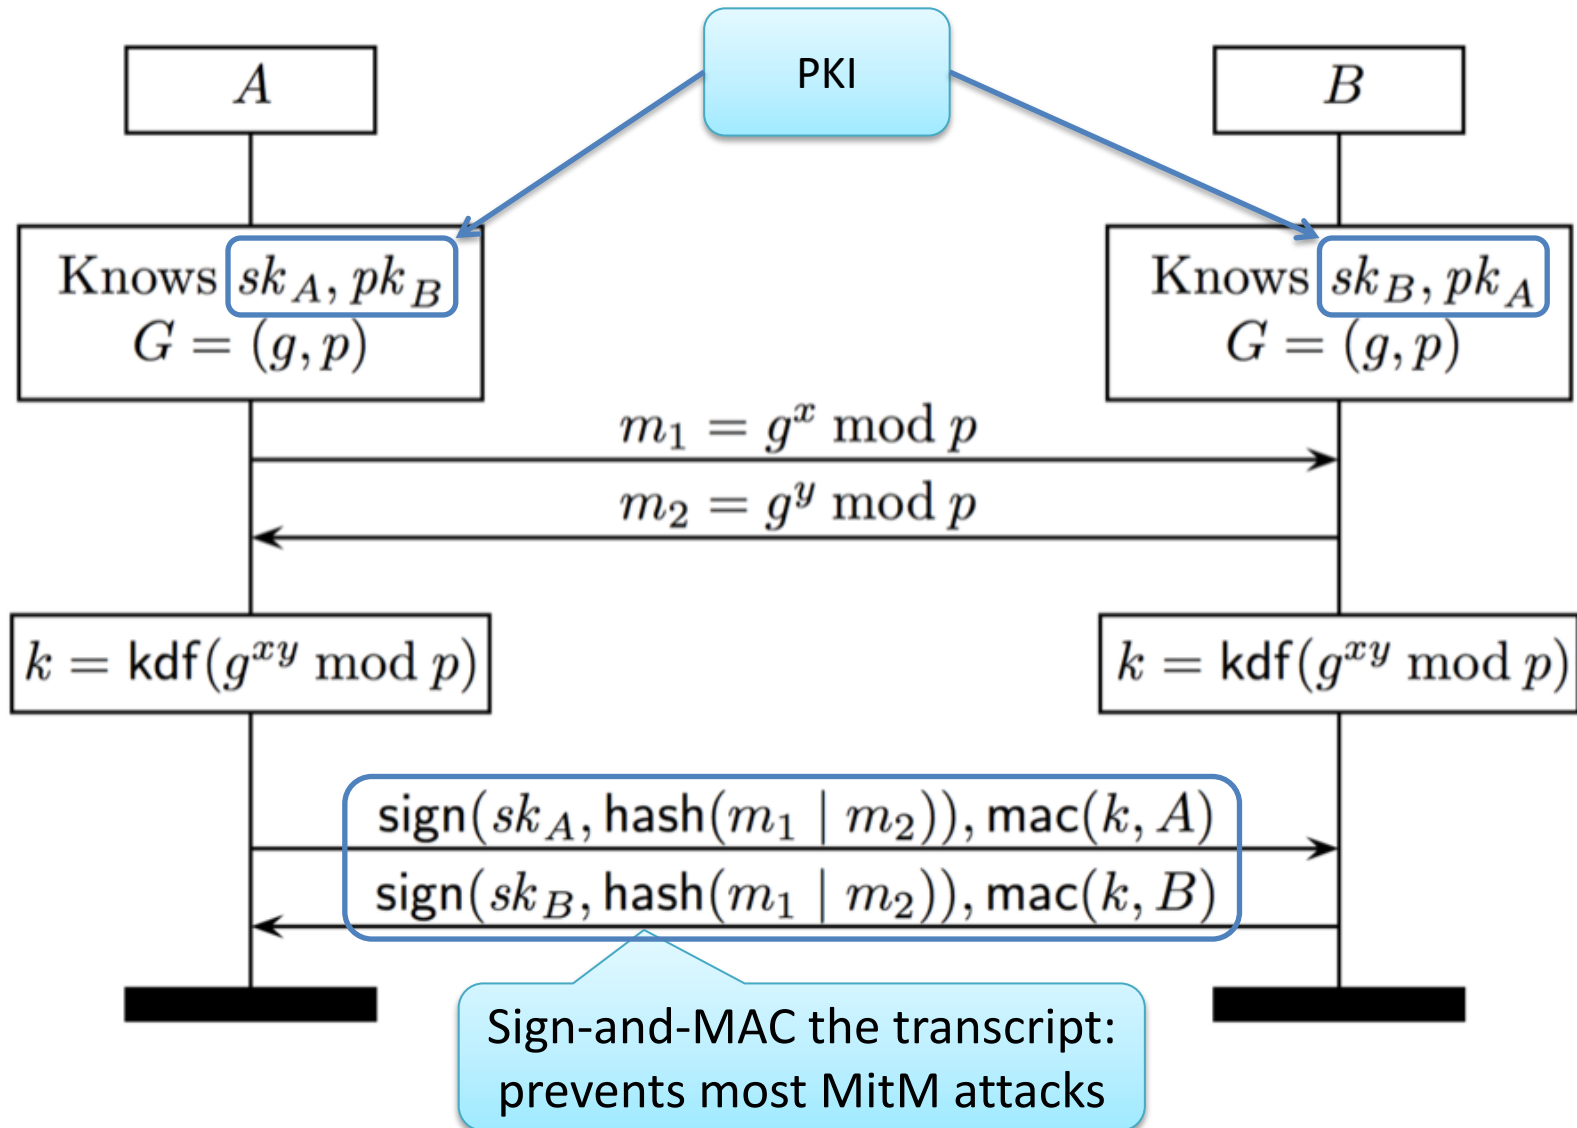 PKI
A
B
Knows sk_A, pk_B
G = (g, p)
Knows sk_B, pk_A
G = (g, p)
m_1 = g^x mod p
m_2 = g^y mod p
k = kdf(g^{xy} mod p)
k = kdf(g^{xy} mod p)
sign(sk_A, hash(m_1 | m_2)), mac(k, A)
sign(sk_B, hash(m_1 | m_2)), mac(k, B)
Sign-and-MAC the transcript:
prevents most MitM attacks